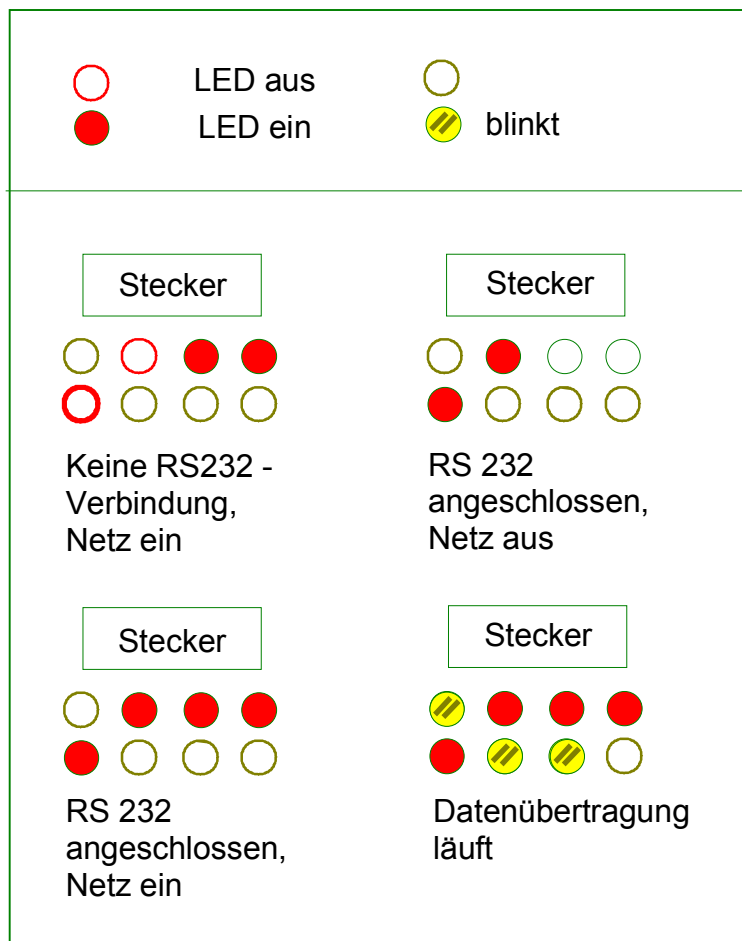 LED aus
LED ein
blinkt
Stecker
Keine RS232 -
Verbindung,
Netz ein
Stecker
RS 232
angeschlossen,
Netz aus
Stecker
RS 232
angeschlossen,
Netz ein
Stecker
Datenübertragung
läuft